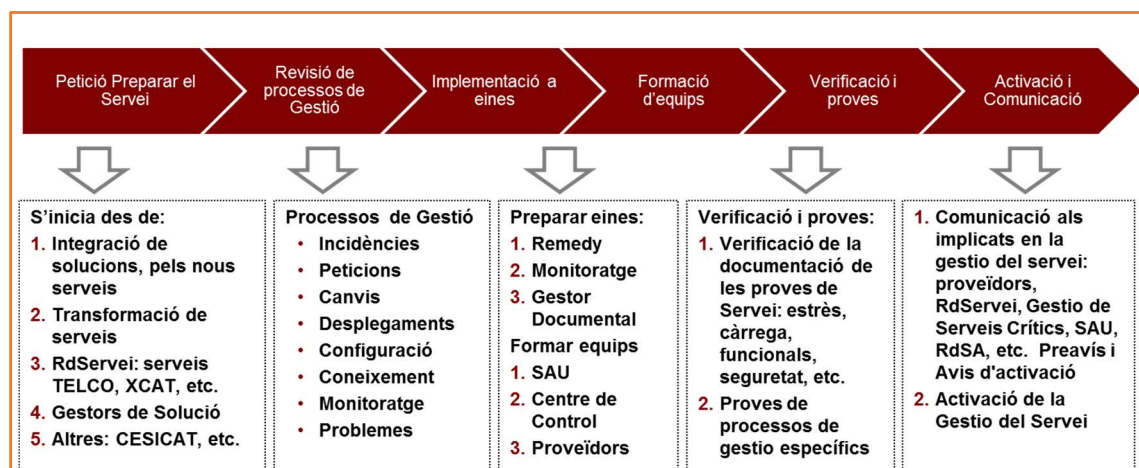 Petició Preparar el
Servei
Revisió de
processos de
Gestió
Implementació a
eines
Formació
d'equips
Verificació i
proves
Activació i
Comunicació
S'inicia des de:
1. Integració de
solucions, pels nous
serveis
2. Transformació de
serveis
3. RdServei: serveis
TELCO, XCAT, etc.
4. Gestors de Solució
5. Altres: CESICAT, etc.
Processos de Gestió
• Incidències
• Peticions
• Canvis
• Desplegaments
• Configuració
• Coneixement
• Monitoratge
• Problemes
Preparar eines:
1. Remedy
2. Monitoratge
3. Gestor
Documental
Formar equips
1. SAU
2. Centre de
Control
3. Proveïdors
Verificació i proves:
1. Verificació de la
documentació de
les proves de
Servei: estrès,
càrrega,
funcionals,
seguretat, etc.
2. Proves de
processos de
gestio específics
1. Comunicació als
implicats en la
gestio del servei:
proveïdors,
RdServei, Gestio de
Serveis Crítics, SAU,
RdSA, etc. Preavís i
Avis d'activació
2. Activació de la
Gestio del Servei